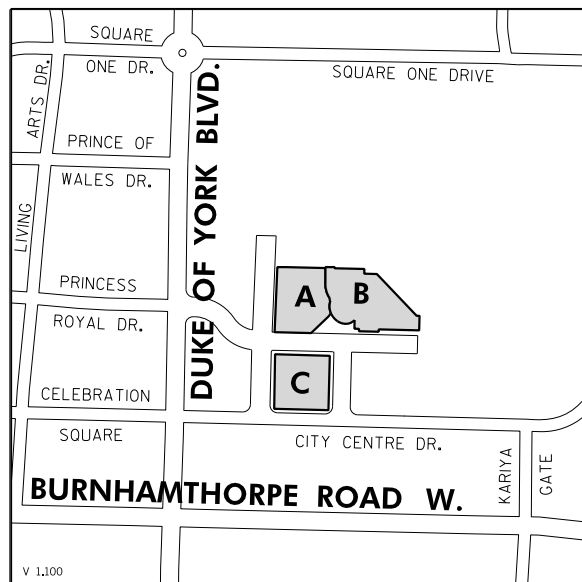 SQUARE
ONE DR.
SQUARE ONE DRIVE
ARTS DR.
LIVING
PRINCE OF
WALES DR.
DUKE OF YORK BLVD.
PRINCESS
ROYAL DR.
A
B
C
CELEBRATION
SQUARE
CITY CENTRE DR.
KARIYA
GATE
BURNHAMTHORPE ROAD W.
V 1.100